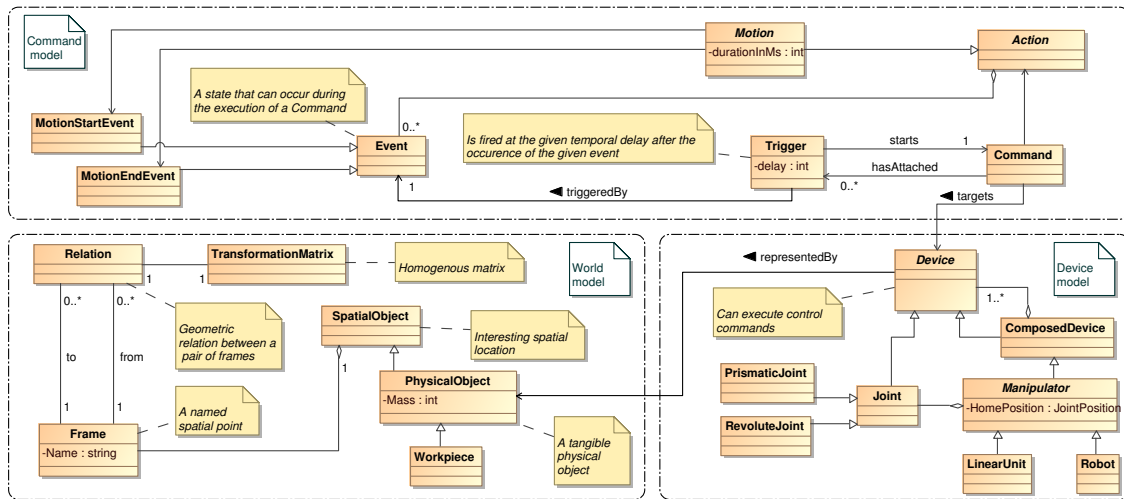 Command
model
Motion
-durationInMs : int
Action
A state that can occur during
the execution of a Command
MotionStartEvent
0..*
Event
1
MotionEndEvent
Is fired at the given temporal delay after the
occurence of the given event
Trigger
-delay : int
starts
1
hasAttached
0..*
Command
triggeredBy
targets
Relation
1
TransformationMatrix
1
Homogenous matrix
World
model
0..*
0..*
Geometric
relation between a
pair of frames
to
from
SpatialObject
1
Interesting spatial
location
PhysicalObject
-Mass : int
1
1
A named
spatial point
Frame
-Name : string
Workpiece
A tangible
physical
object
representedBy
Device
Device
model
1..*
Can execute control
commands
ComposedDevice
PrismaticJoint
Joint
Manipulator
-HomePosition : JointPosition
RevoluteJoint
LinearUnit
Robot